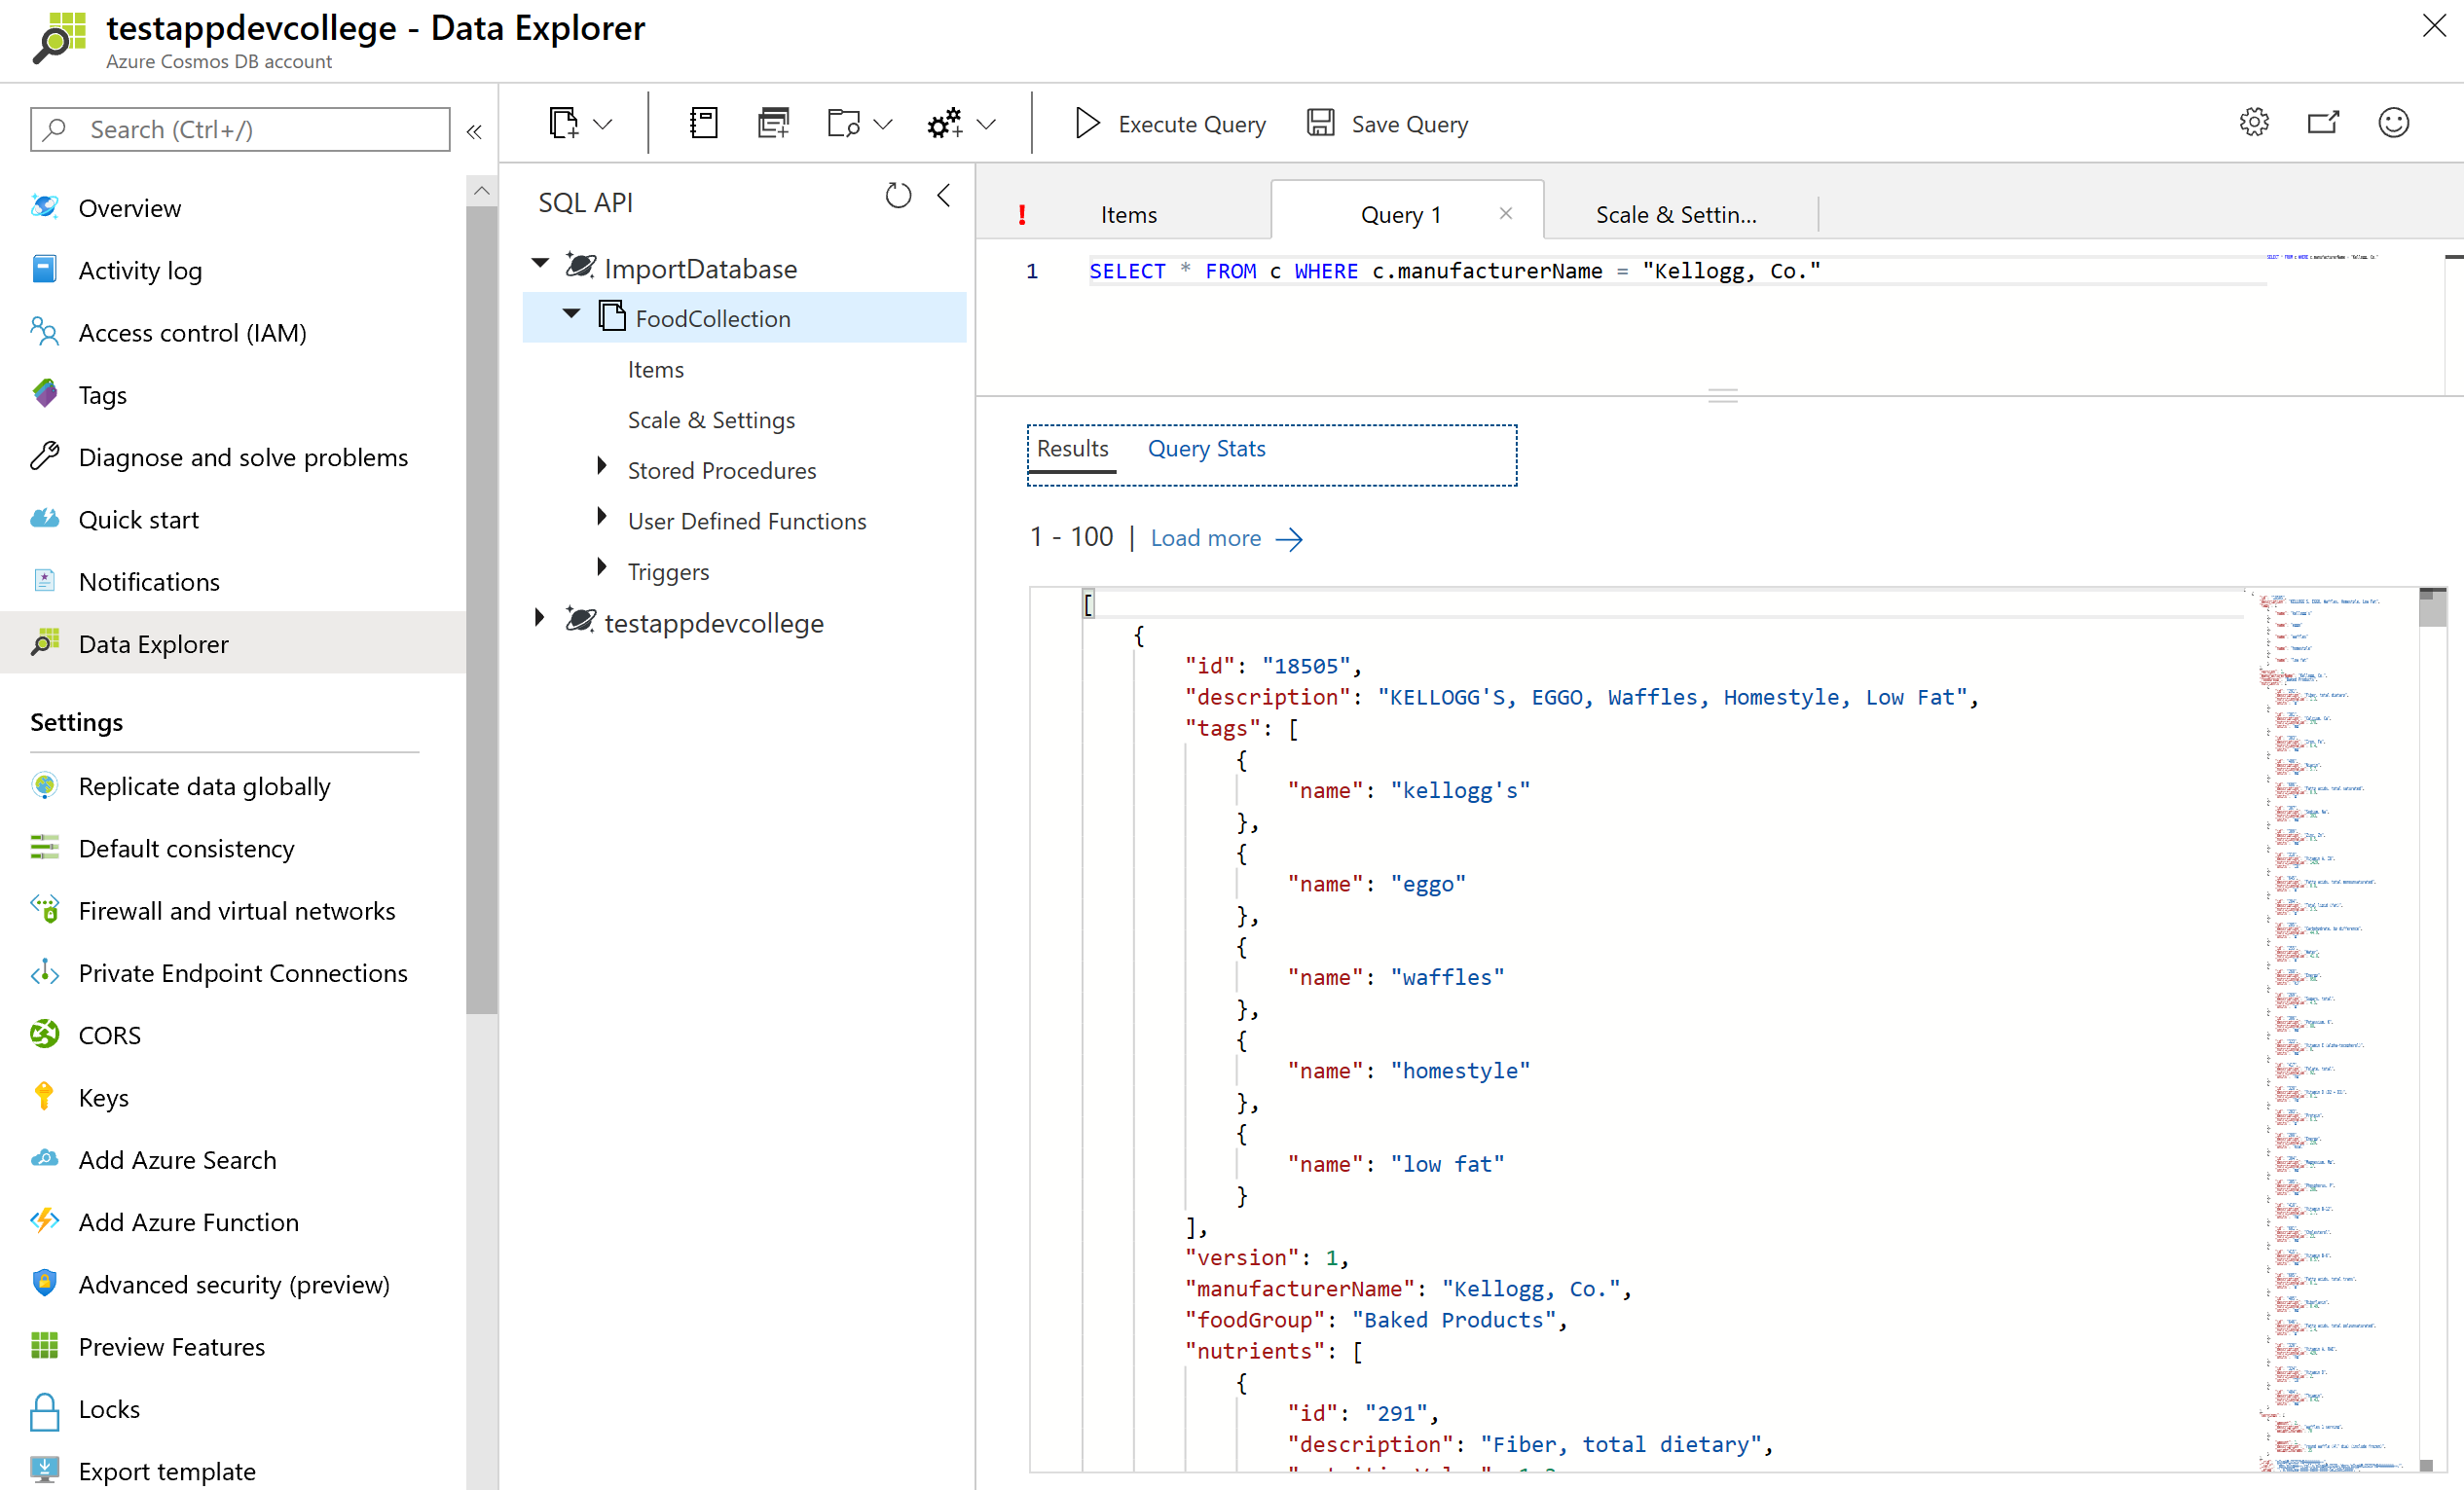 testappdevcollege - Data Explorer
Azure Cosmos DB account
Search (Ctrl+/)
Overview
Activity log
Access control (IAM)
Tags
Diagnose and solve problems
Quick start
Notifications
Data Explorer
Settings
Replicate data globally
Default consistency
Firewall and virtual networks
Private Endpoint Connections
CORS
Keys
Add Azure Search
Add Azure Function
Advanced security (preview)
Preview Features
Locks
Export template
Execute Query
Save Query
SQL API
ImportDatabase
FoodCollection
Items
Scale & Settings
Stored Procedures
User Defined Functions
Triggers
testappdevcollege
! Items
Query 1
Scale & Settin...
1 SELECT * FROM c WHERE c.manufacturerName = "Kellogg, Co."
Results Query Stats
1 - 100 | Load more
[
{
"id": "18505",
"description": "KELLOGG'S, EGGO, Waffles, Homestyle, Low Fat",
"tags": [
{
"name": "kellogg's"
},
{
"name": "eggo"
},
{
"name": "waffles"
},
{
"name": "homestyle"
},
{
"name": "low fat"
}
],
"version": 1,
"manufacturerName": "Kellogg, Co.",
"foodGroup": "Baked Products",
"nutrients": [
{
"id": "291",
"description": "Fiber, total dietary",